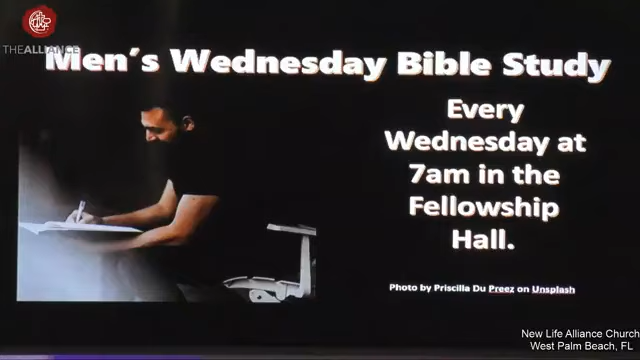 THEALLIANCE
Men's Wednesday Bible Study
Every
Wednesday at
7am in the
Fellowship
Hall.
Photo by Priscilla Du Preez on Unsplash
New Life Alliance Church
West Palm Beach, FL